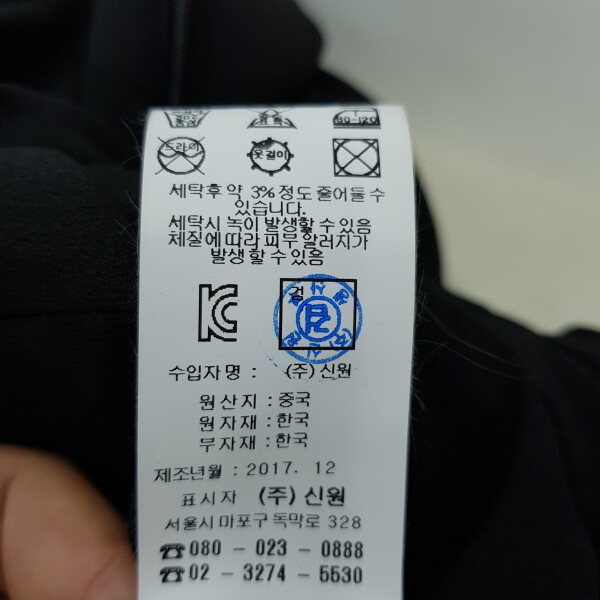 80~120
드라이
옷걸이
세탁후 약 3% 정도 줄어들 수
있습니다.
세탁시 녹이 발생할 수 있음
체질에 따라 피부 알러지가
발생 할 수 있음
검
수입자 명 : (주) 신원
원 산 지 : 중국
원 자 재 : 한국
부 자 재 : 한국
제조년월 : 2017. 12
표 시 자 (주) 신원
서울시 마포구 독막로 328
☎ 080 - 023 - 0888
☎ 02 - 3274 - 5530